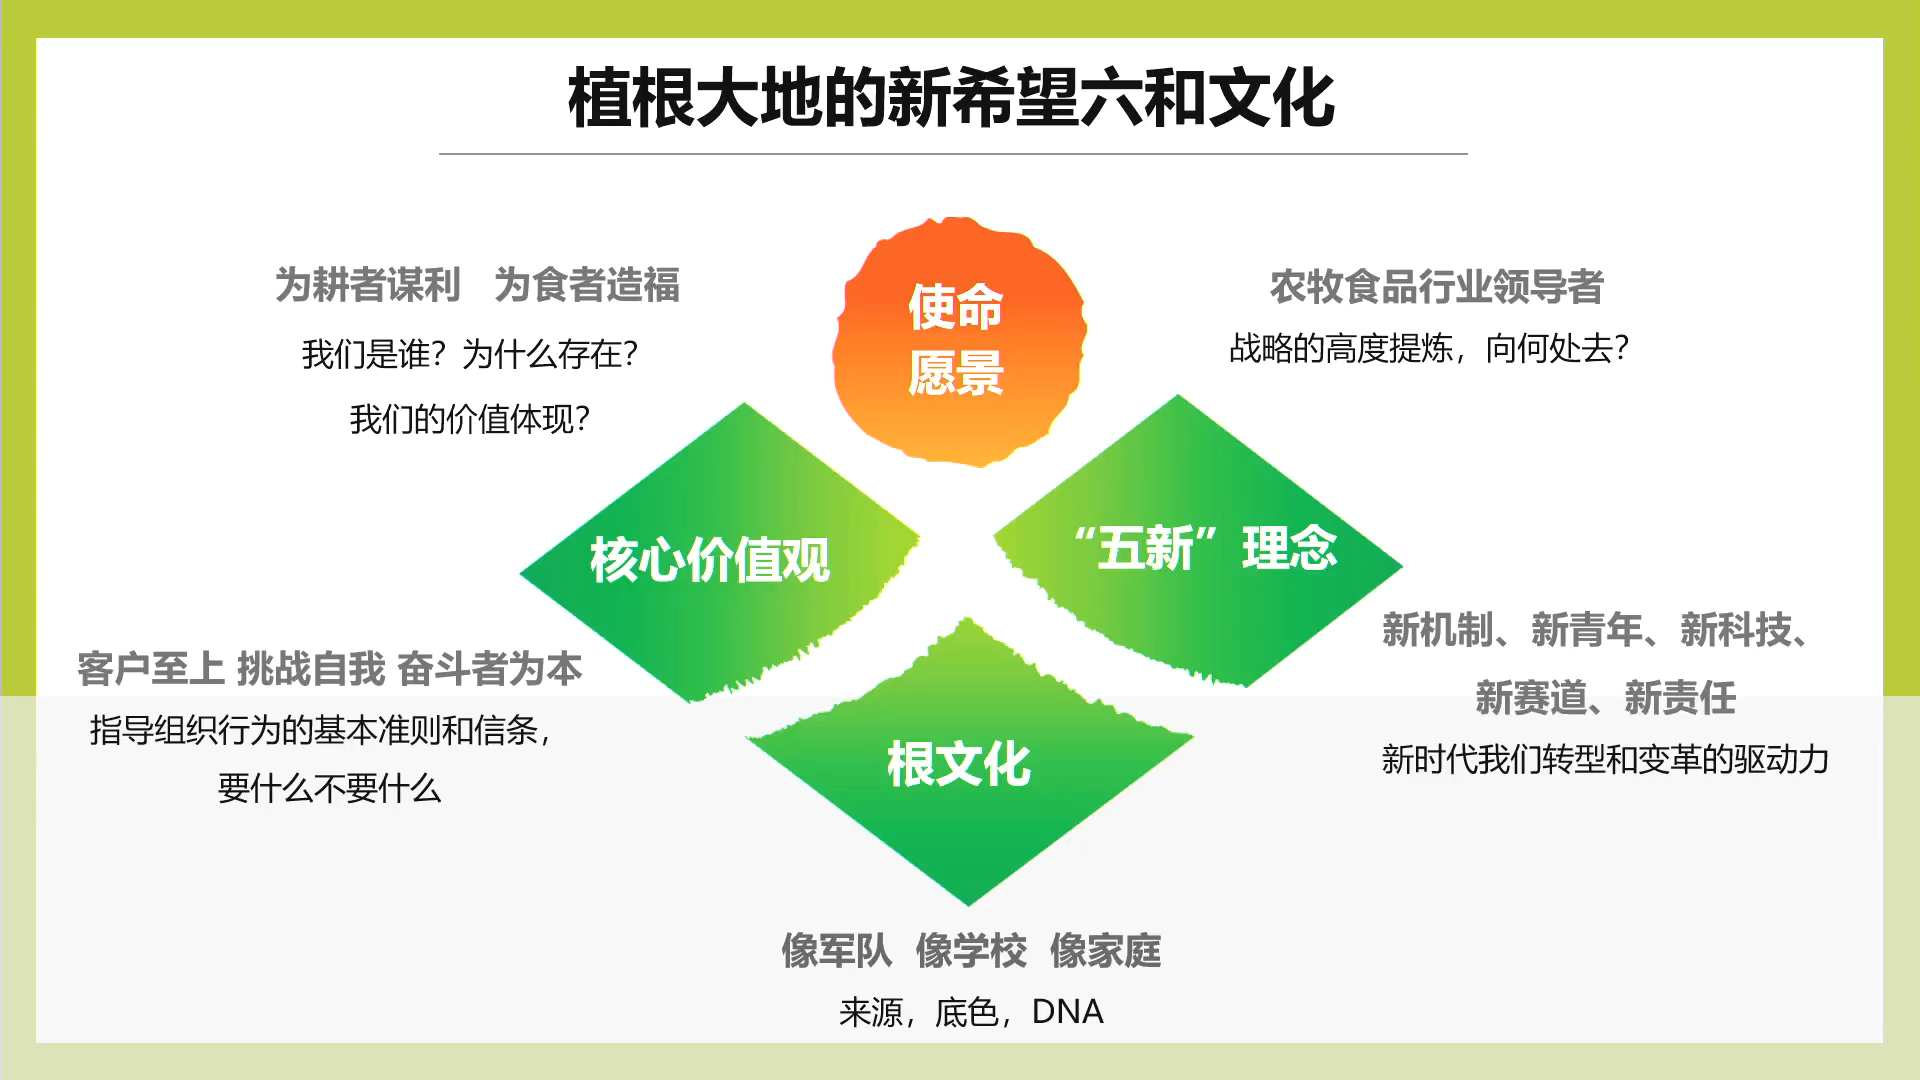 植根大地的新希望六和文化
为耕者谋利 为食者造福
我们是谁？为什么存在？
我们的价值体现？
使命
愿景
农牧食品行业领导者
战略的高度提炼，向何处去？
核心价值观
“五新”理念
客户至上 挑战自我 奋斗者为本
指导组织行为的基本准则和信条，
要什么不要什么
新机制、新青年、新科技、
新赛道、新责任
新时代我们转型和变革的驱动力
根文化
像军队 像学校 像家庭
来源，底色，DNA